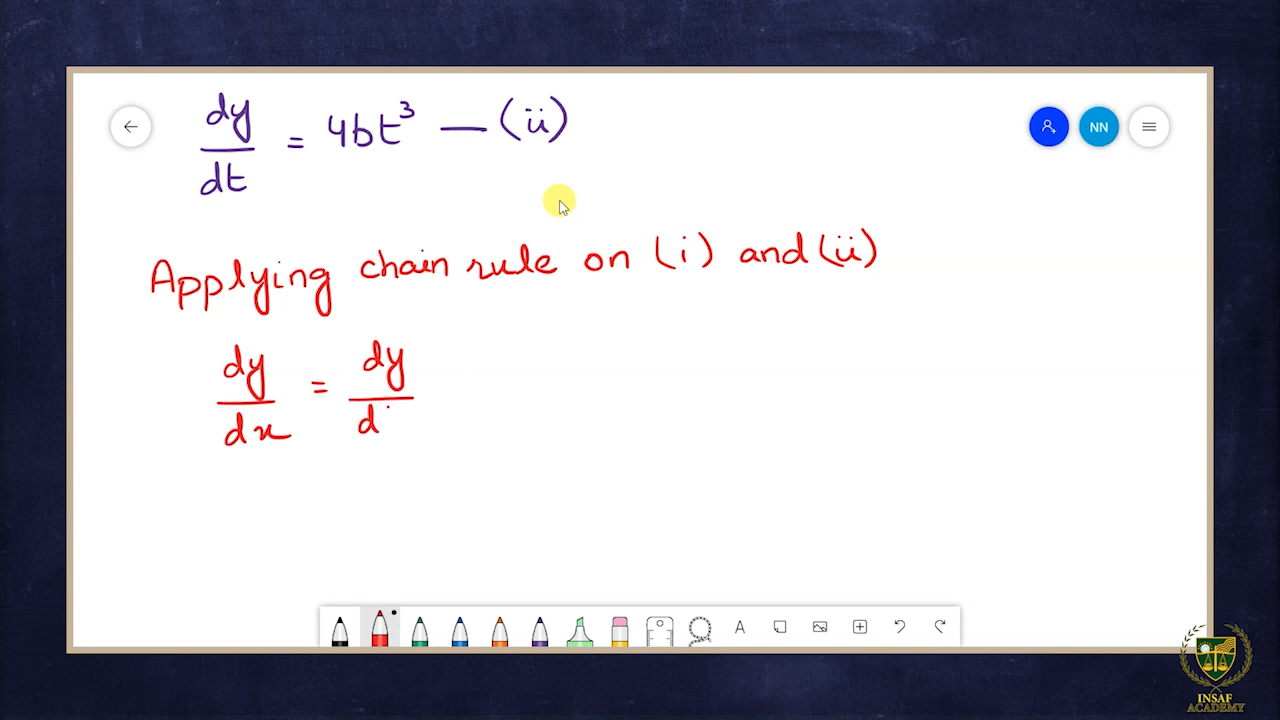 dy/dt = 4bt³ — (ii)
NN
Applying chain rule on (i) and (ii)
dy/dx = dy/d
A
INSAF
ACADEMY